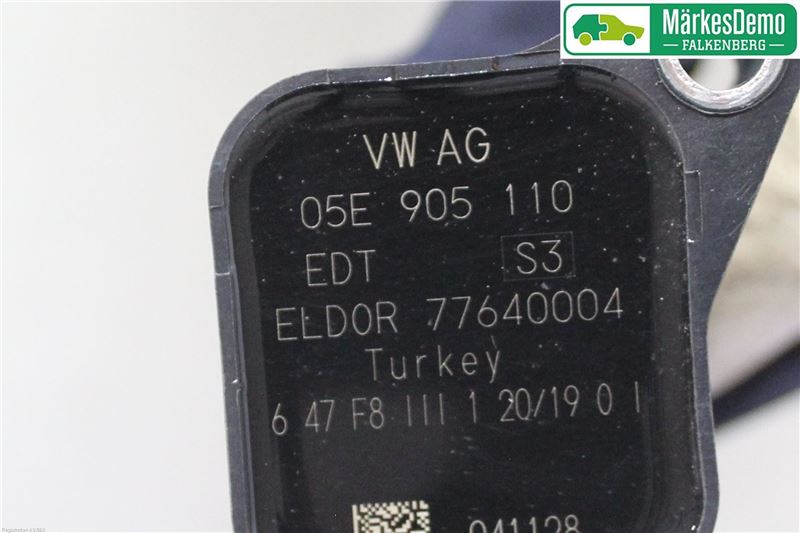 MärkesDemo
FALKENBERG
VW AG
05E 905 110
EDT S3
ELDOR 77640004
Turkey
6 47 F8 III 1 20/19 0 1
041128